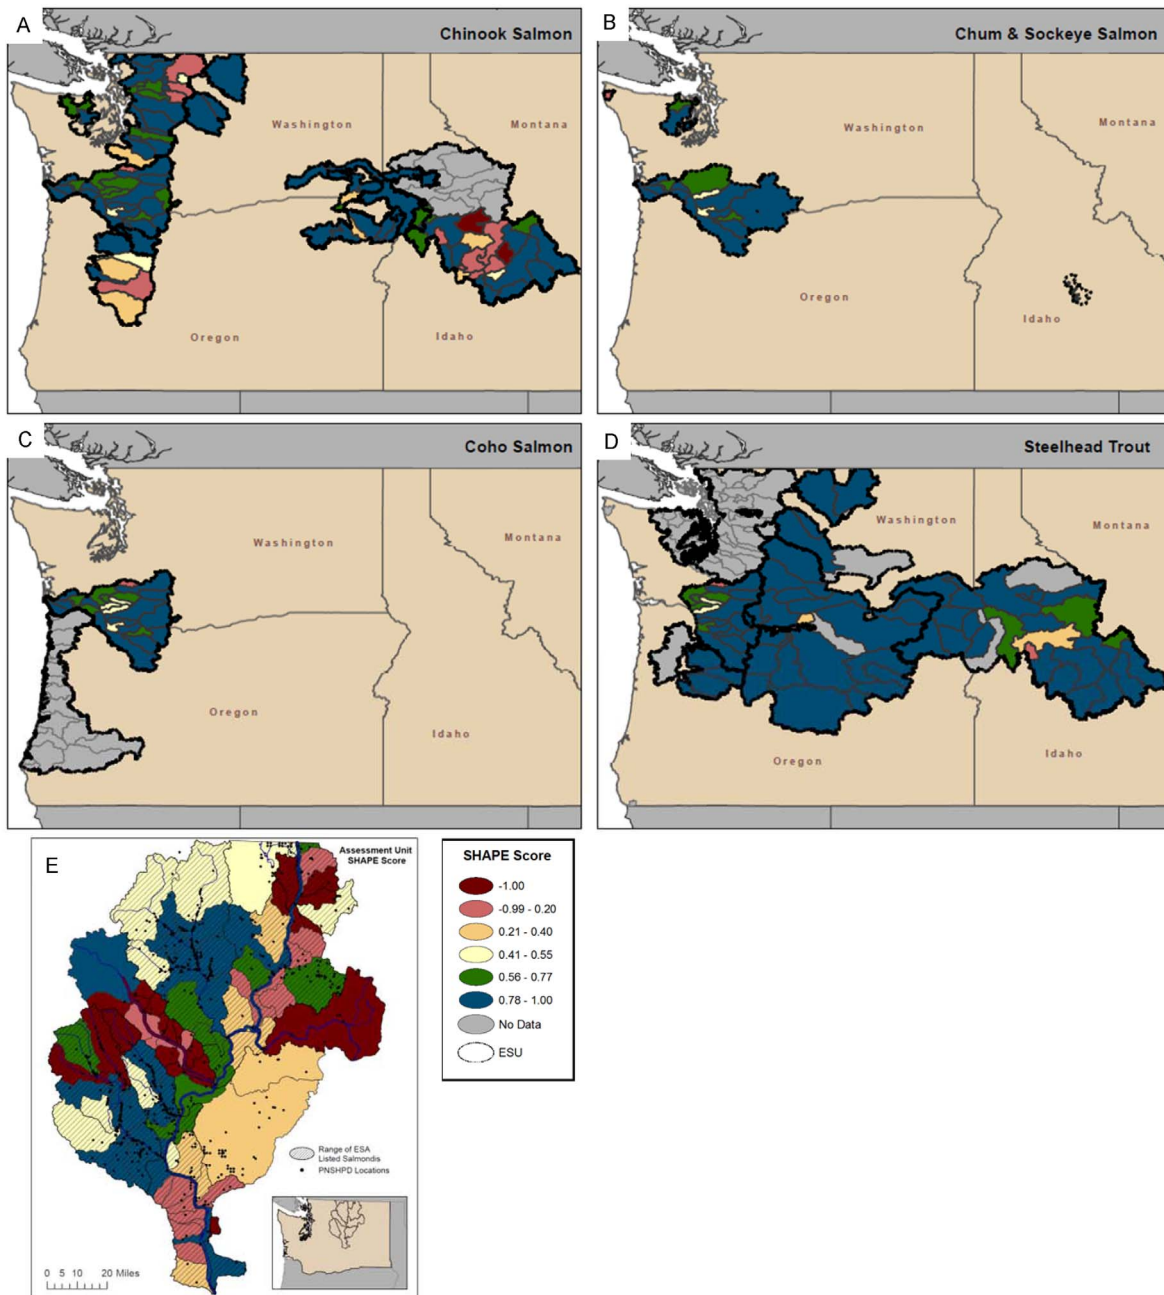 A
Chinook Salmon
Washington
Montana
Oregon
Idaho
B
Chum & Sockeye Salmon
Washington
Montana
Oregon
Idaho
C
Coho Salmon
Washington
Montana
Oregon
Idaho
D
Steelhead Trout
Washington
Montana
Oregon
Idaho
E
Assessment Unit
SHAPE Score
Range of ESA
Listed Salmondis
PNSHPD Locations
0 5 10 20 Miles
SHAPE Score
-1.00
-0.99 - 0.20
0.21 - 0.40
0.41 - 0.55
0.56 - 0.77
0.78 - 1.00
No Data
ESU